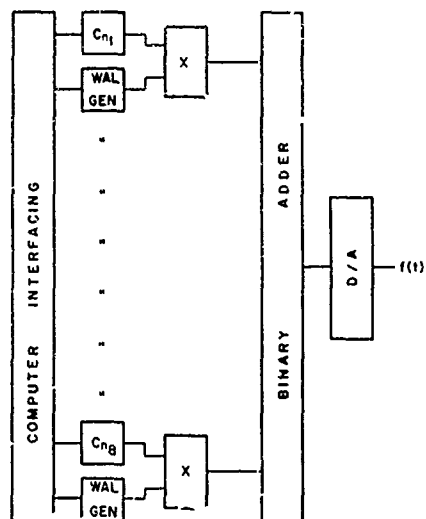 COMPUTER INTERFACING
Cn1
WAL
GEN
X
Cn8
WAL
GEN
X
BINARY ADDER
D/A
f(t)